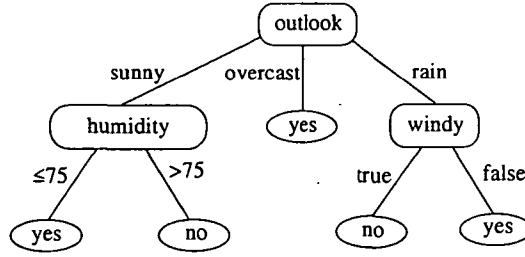 outlook
sunny overcast rain
humidity yes windy
≤75 >75 true false
yes no no yes